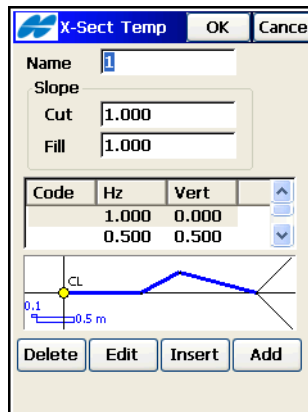 X-Sect Temp OK Cance
Name 1
Slope
Cut 1.000
Fill 1.000
Code Hz Vert
1.000 0.000
0.500 0.500
CL
0.1
0.5 m
Delete Edit Insert Add